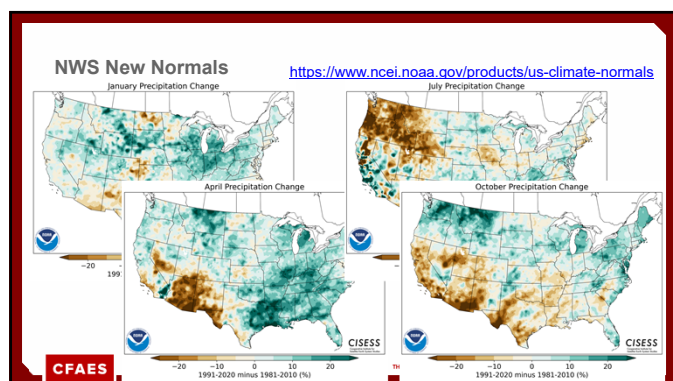 NWS New Normals
https://www.ncei.noaa.gov/products/us-climate-normals
January Precipitation Change
July Precipitation Change
−20
199
April Precipitation Change
CISESS
−20 −10 0 10 20
1991-2020 minus 1981-2010 (%)
October Precipitation Change
CISESS
−20 −10 0 10 20
1991-2020 minus 1981-2010 (%)
CFAES
TH